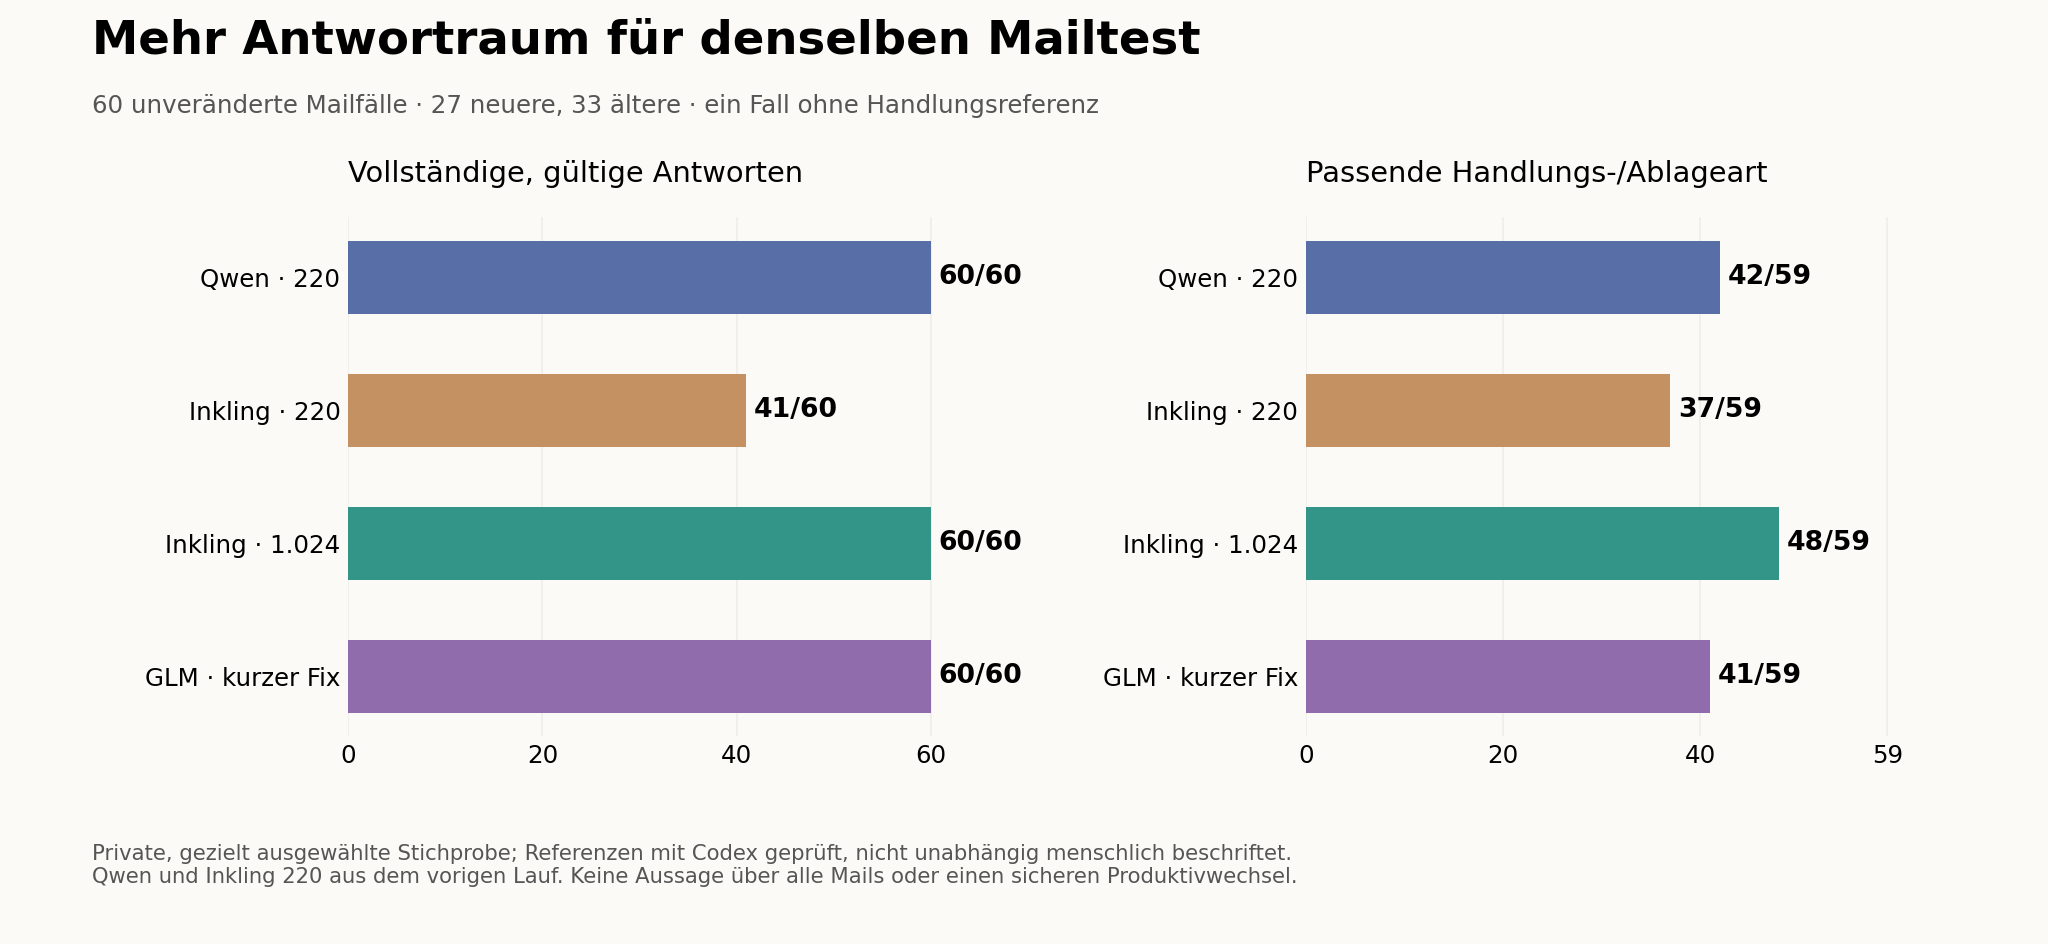 Mehr Antwortraum für denselben Mailtest
60 unveränderte Mailfälle · 27 neuere, 33 ältere · ein Fall ohne Handlungsreferenz
Vollständige, gültige Antworten
Qwen · 220
60/60
Inkling · 220
41/60
Inkling · 1.024
60/60
GLM · kurzer Fix
60/60
0 20 40 60
Passende Handlungs-/Ablageart
Qwen · 220
42/59
Inkling · 220
37/59
Inkling · 1.024
48/59
GLM · kurzer Fix
41/59
0 20 40 59
Private, gezielt ausgewählte Stichprobe; Referenzen mit Codex geprüft, nicht unabhängig menschlich beschriftet.
Qwen und Inkling 220 aus dem vorigen Lauf. Keine Aussage über alle Mails oder einen sicheren Produktivwechsel.